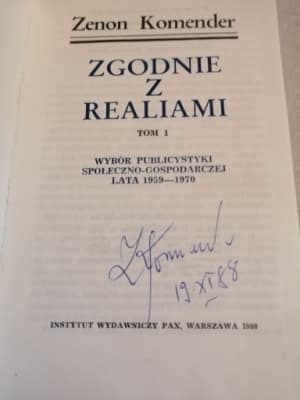 Zenon Komender
ZGODNIE
Z
REALIAMI
TOM 1
WYBÓR PUBLICYSTYKI
SPOŁECZNO-GOSPODARCZEJ
LATA 1959—1970
19 XI 88
INSTYTUT WYDAWNICZY PAX, WARSZAWA 1988